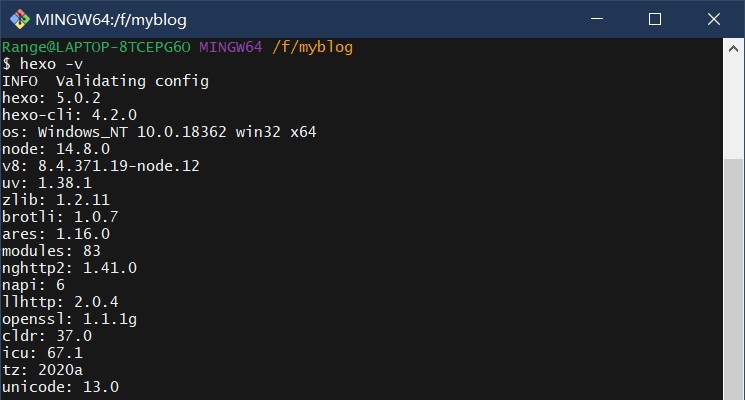 MINGW64:/f/myblog
Range@LAPTOP-8TCEPG6O MINGW64 /f/myblog
$ hexo -v
INFO  Validating config
hexo: 5.0.2
hexo-cli: 4.2.0
os: Windows_NT 10.0.18362 win32 x64
node: 14.8.0
v8: 8.4.371.19-node.12
uv: 1.38.1
zlib: 1.2.11
brotli: 1.0.7
ares: 1.16.0
modules: 83
nghttp2: 1.41.0
napi: 6
llhttp: 2.0.4
openssl: 1.1.1g
cldr: 37.0
icu: 67.1
tz: 2020a
unicode: 13.0